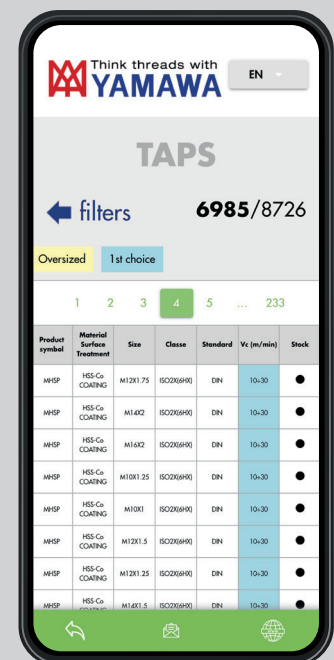 Think threads with
YAMAWA
EN
TAPS
filters
6985/8726
Oversized
1st choice
1 2 3 4 5 ... 233
Product symbol Material Surface Treatment Size Classe Standard Vc (m/min) Stock
MHSP HSS-Co COATING M12X1.75 ISO2X(6HX) DIN 10÷30
MHSP HSS-Co COATING M14X2 ISO2X(6HX) DIN 10÷30
MHSP HSS-Co COATING M16X2 ISO2X(6HX) DIN 10÷30
MHSP HSS-Co COATING M10X1.25 ISO2X(6HX) DIN 10÷30
MHSP HSS-Co COATING M10X1 ISO2X(6HX) DIN 10÷30
MHSP HSS-Co COATING M12X1.5 ISO2X(6HX) DIN 10÷30
MHSP HSS-Co COATING M12X1.25 ISO2X(6HX) DIN 10÷30
MHSP HSS-Co COATING M14X1.5 ISO2X(6HX) DIN 10÷30